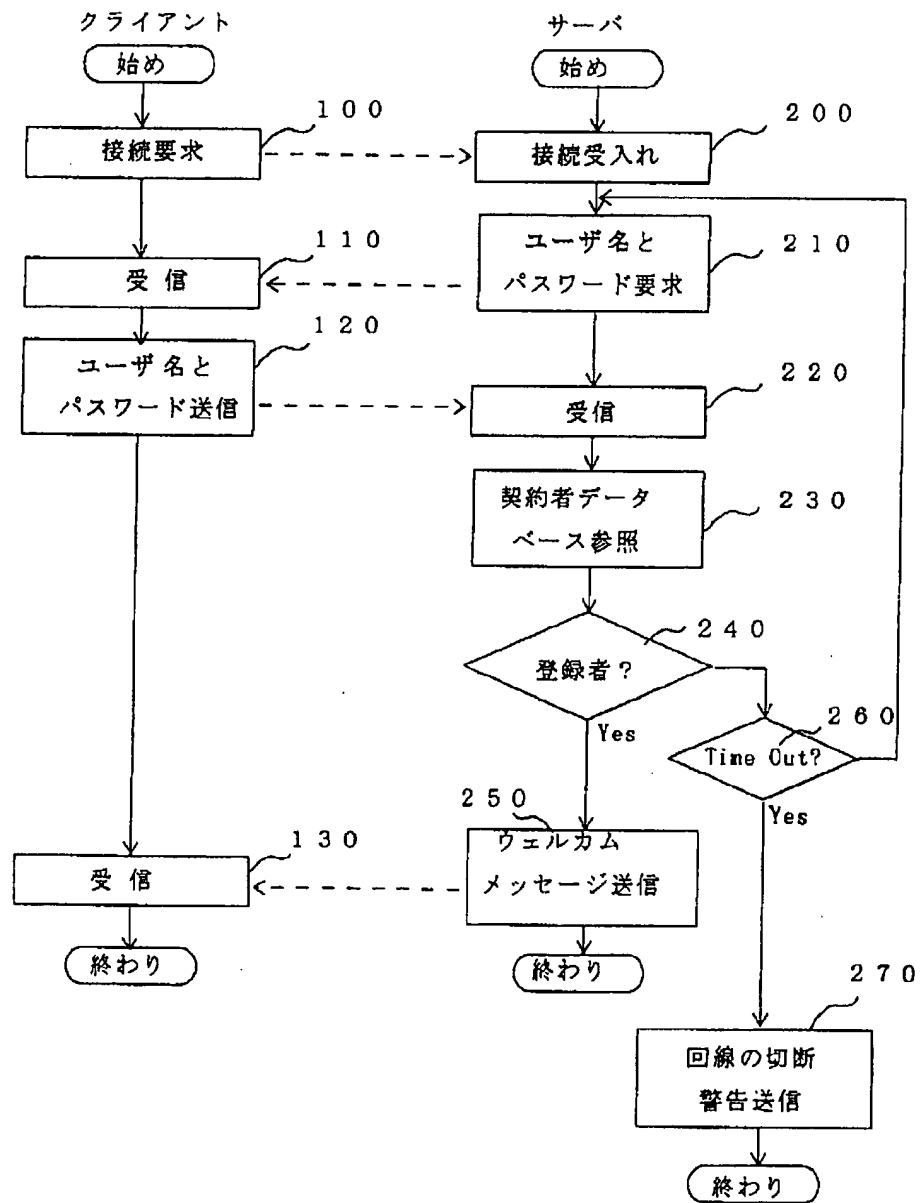 クライアント
サーバ
始め
始め
１００
２００
接続要求
接続受入れ
１１０
２１０
受信
ユーザ名と
パスワード要求
１２０
ユーザ名と
パスワード送信
２２０
受信
契約者データ
ベース参照
２３０
２４０
登録者？
２６０
Yes
Time Out?
２５０
Yes
１３０
ウェルカム
メッセージ送信
受信
終わり
終わり
２７０
回線の切断
警告送信
終わり